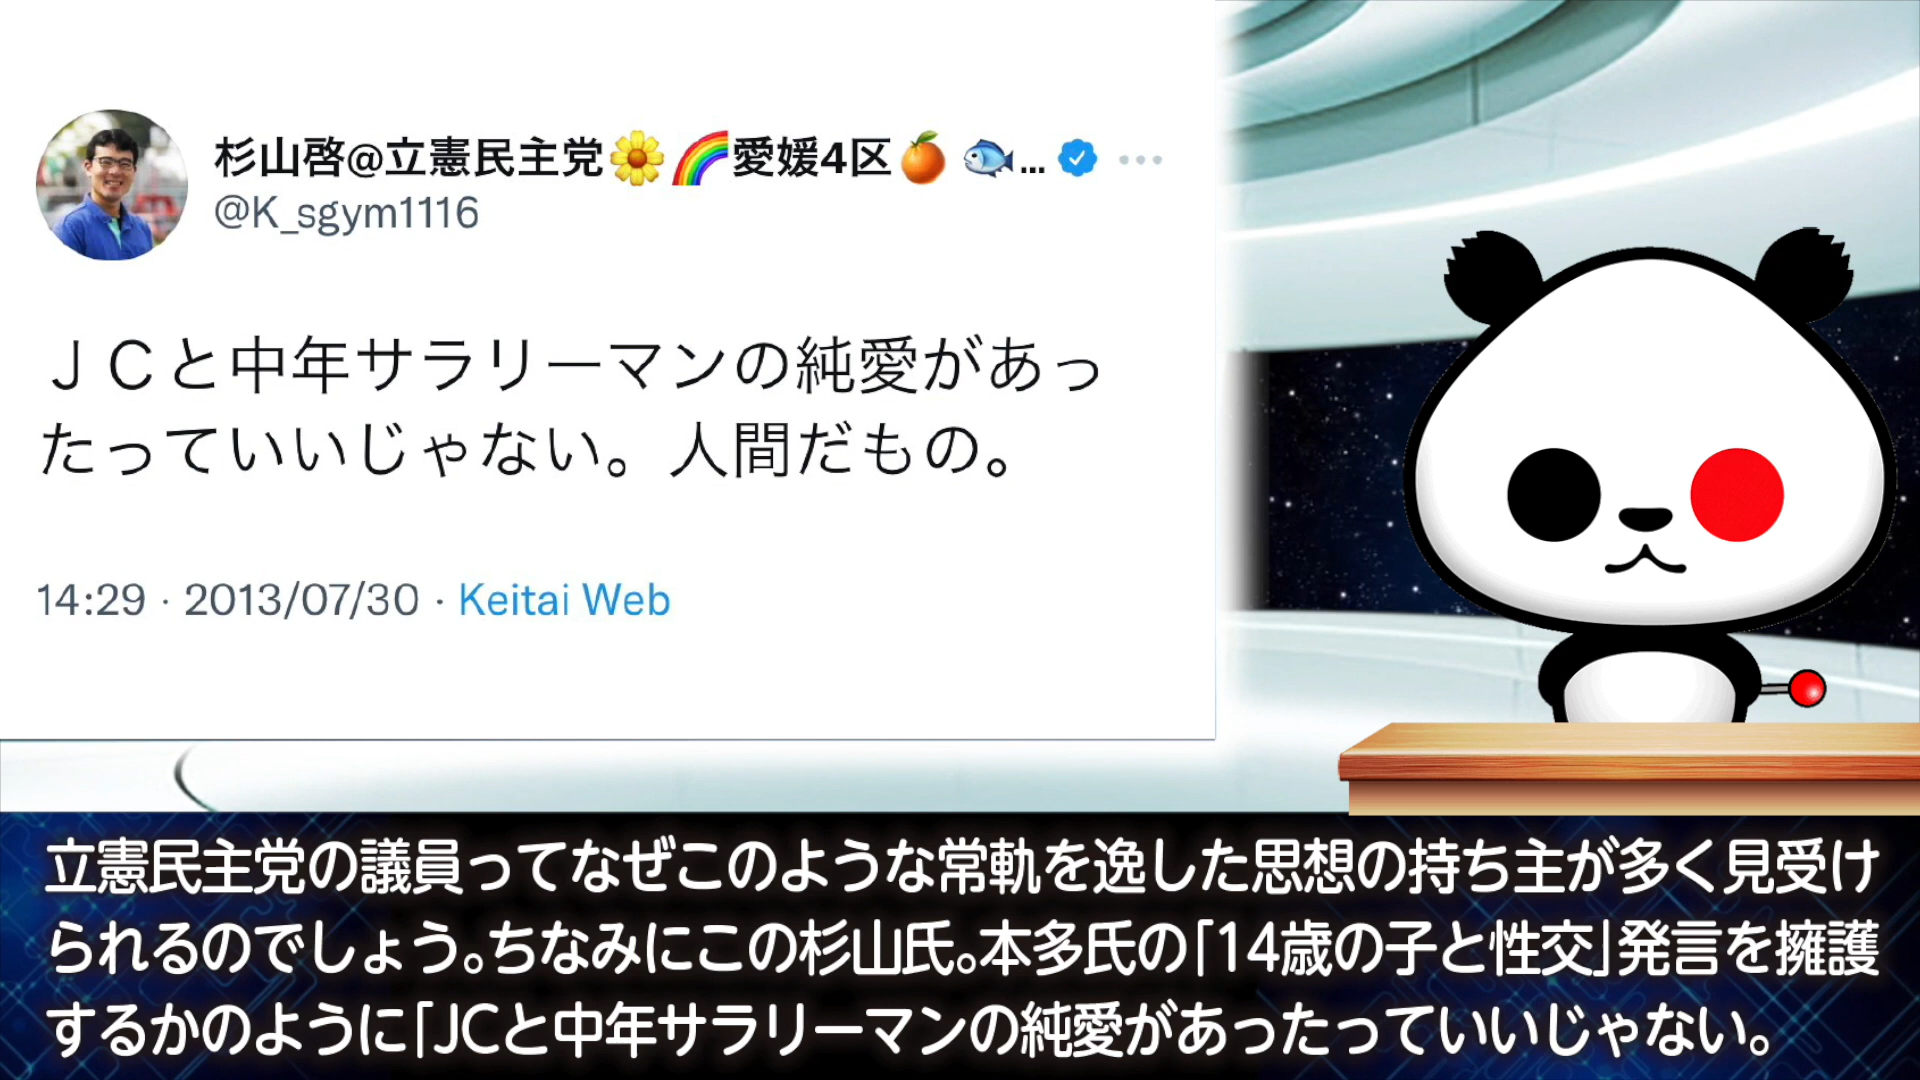 杉山啓@立憲民主党🌼🌈愛媛4区🍊 🐟...
@K_sgym1116
ＪＣと中年サラリーマンの純愛があっ
たっていいじゃない。人間だもの。
14:29 · 2013/07/30 · Keitai Web
立憲民主党の議員ってなぜこのような常軌を逸した思想の持ち主が多く見受け
られるのでしょう。ちなみにこの杉山氏。本多氏の｢14歳の子と性交｣発言を擁護
するかのように｢JCと中年サラリーマンの純愛があったっていいじゃない。